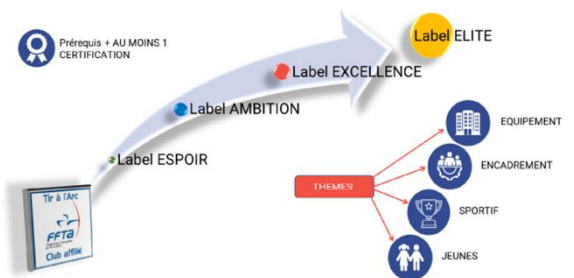 Prérequis + AU MOINS 1
CERTIFICATION
Label ELITE
Label EXCELLENCE
Label AMBITION
Label ESPOIR
Tir à l'Arc
FFTa
Club affilié
THEMES
EQUIPEMENT
ENCADREMENT
SPORTIF
JEUNES